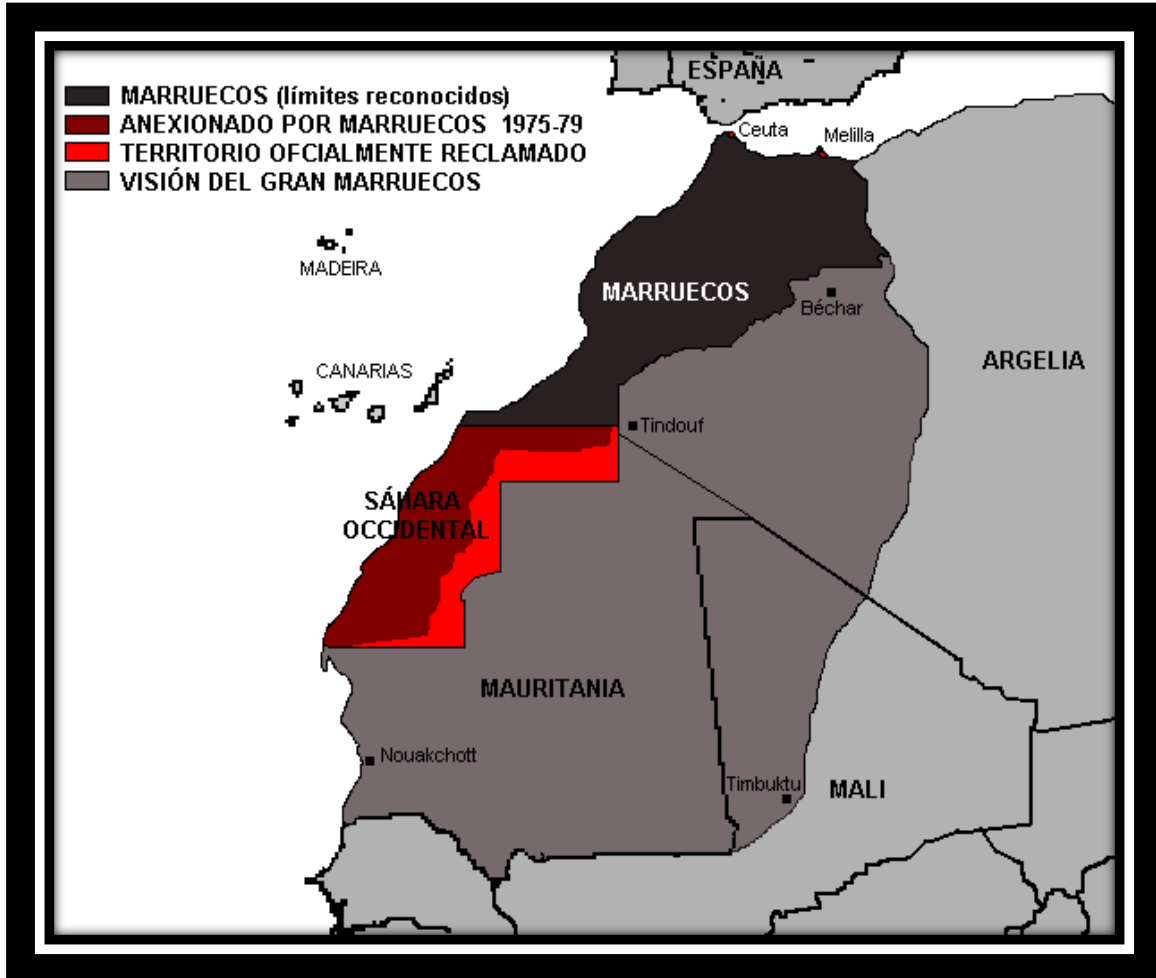 ESPAÑA
MARRUECOS (límites reconocidos)
ANEXIONADO POR MARRUECOS 1975-79
TERRITORIO OFCIALMENTE RECLAMADO
VISIÓN DEL GRAN MARRUECOS
Ceuta
Melilla
MADEIRA
MARRUECOS
Béchar
CANARIAS
ARGELIA
Tindouf
SÁHARA
OCCIDENTAL
MAURITANIA
Nouakchott
Timbuktu
MALI